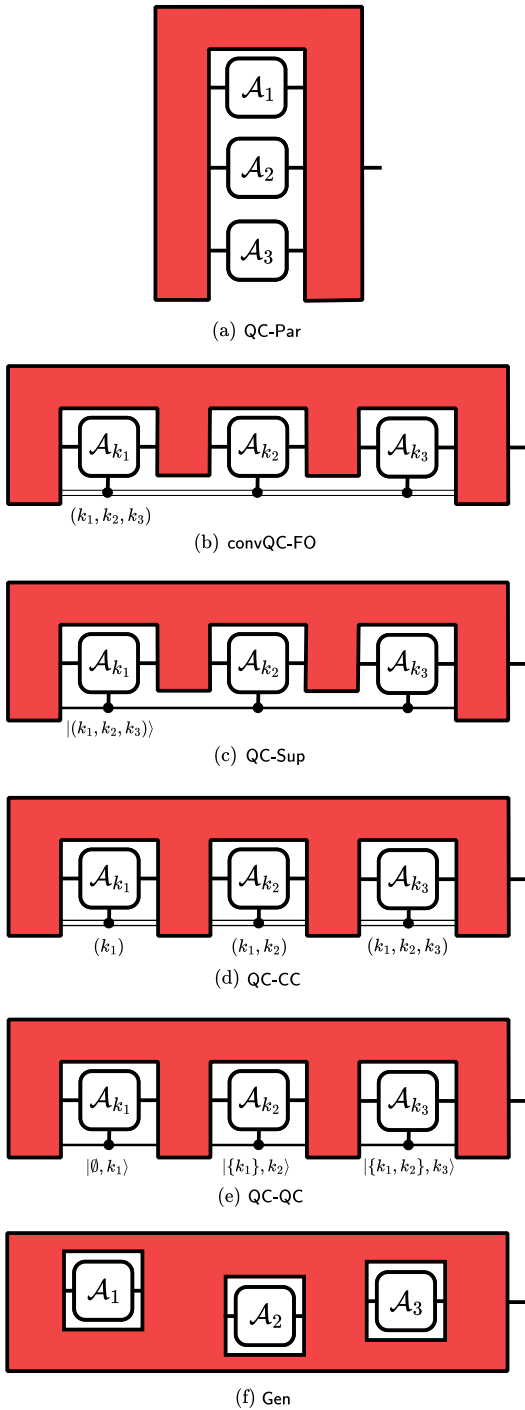 𝒜₁
𝒜₂
𝒜₃
(a) QC-Par
𝒜ₖ₁ 𝒜ₖ₂ 𝒜ₖ₃
(k₁, k₂, k₃)
(b) convQC-FO
𝒜ₖ₁ 𝒜ₖ₂ 𝒜ₖ₃
|(k₁, k₂, k₃)⟩
(c) QC-Sup
𝒜ₖ₁ 𝒜ₖ₂ 𝒜ₖ₃
(k₁) (k₁, k₂) (k₁, k₂, k₃)
(d) QC-CC
𝒜ₖ₁ 𝒜ₖ₂ 𝒜ₖ₃
|∅, k₁⟩ |{k₁}, k₂⟩ |{k₁, k₂}, k₃⟩
(e) QC-QC
𝒜₁ 𝒜₂ 𝒜₃
(f) Gen